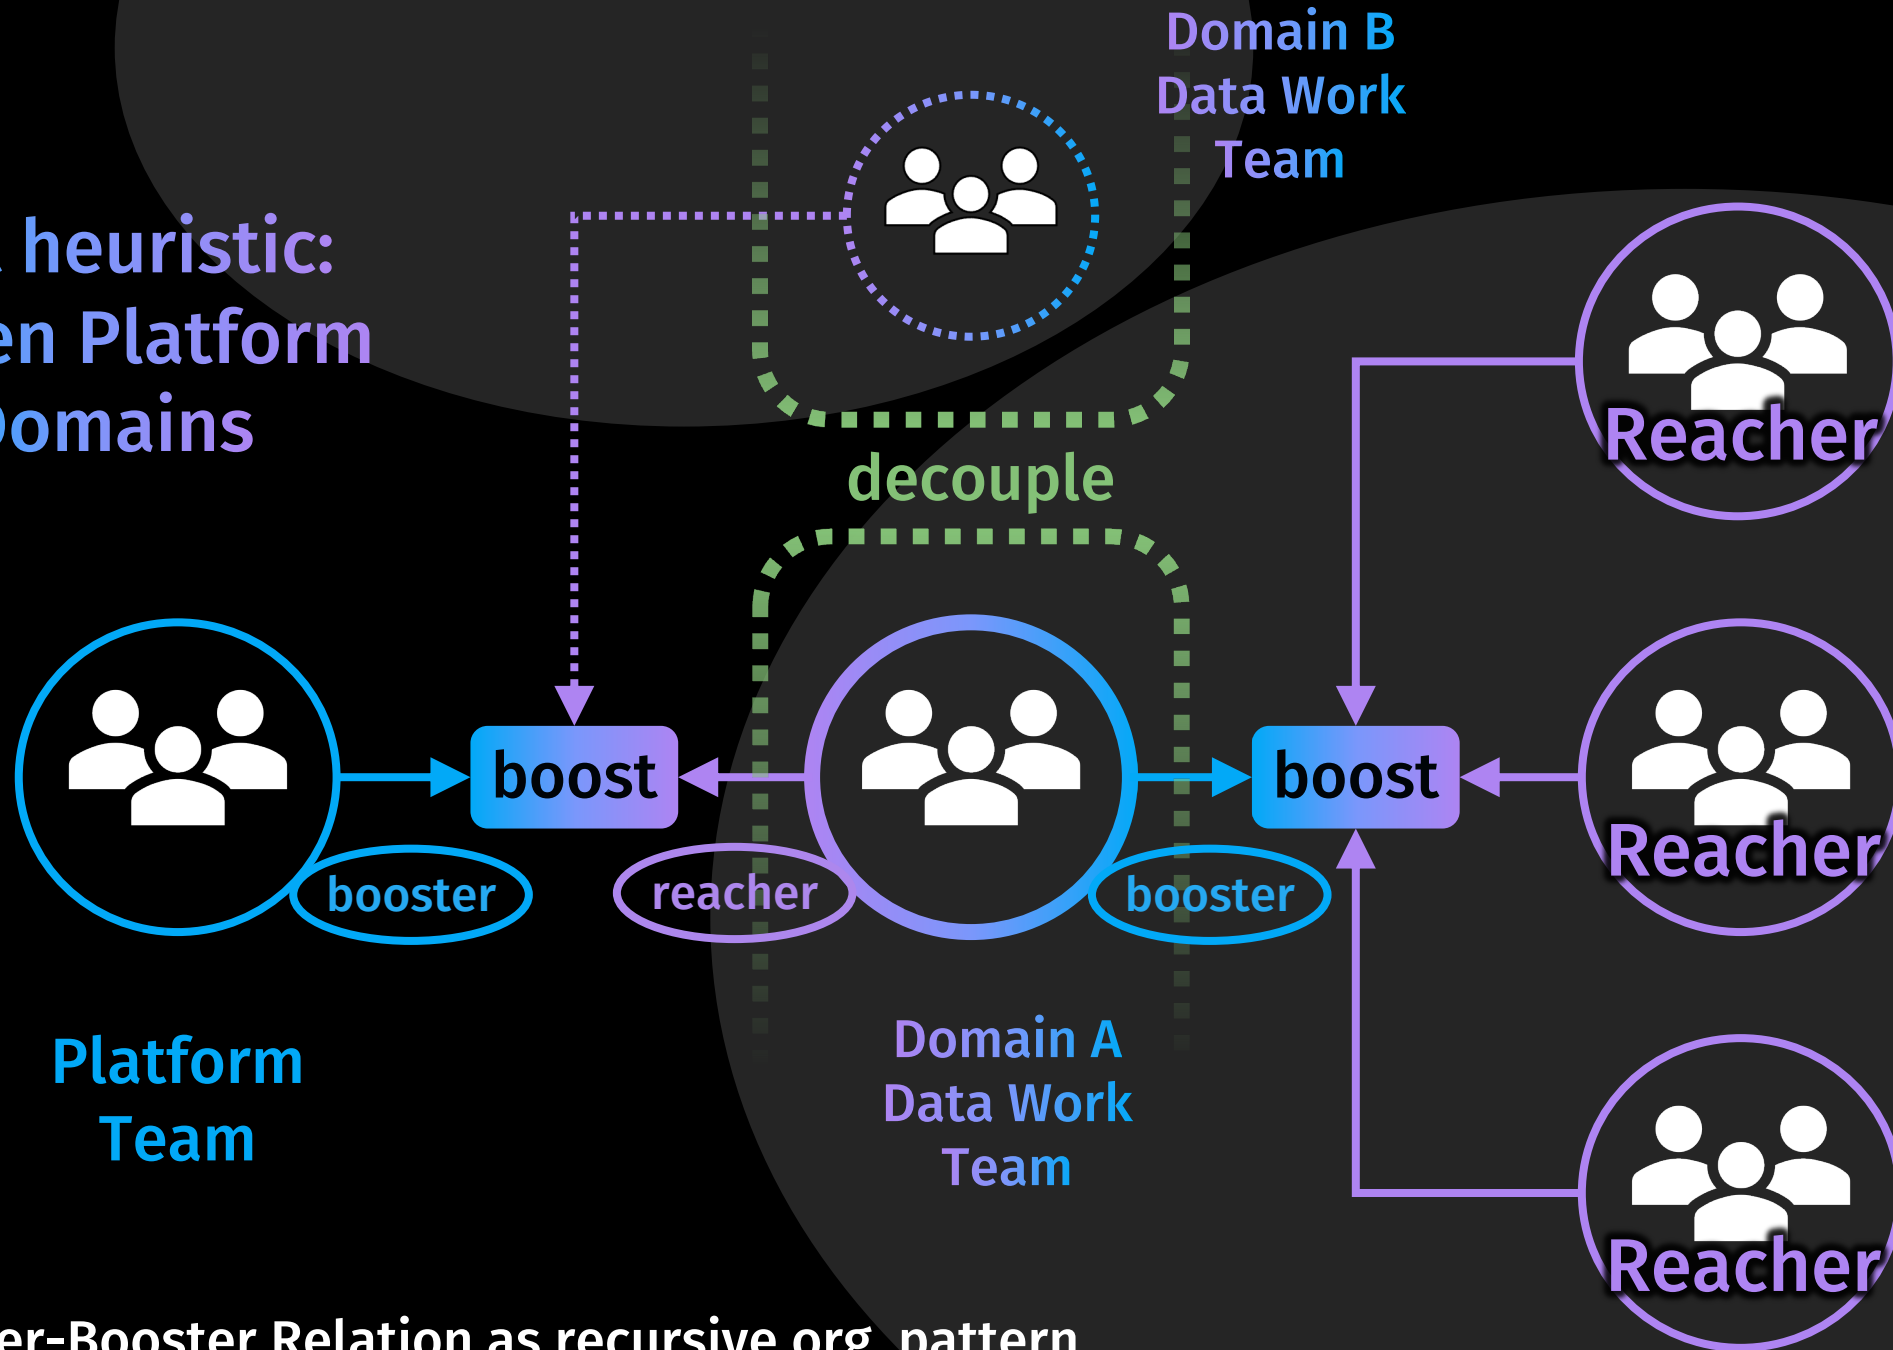 Domain B
Data Work
Team
heuristic:
en Platform
Domains
Reacher
decouple
boost
boost
Reacher
booster
reacher
booster
Platform
Team
Domain A
Data Work
Team
Reacher
er-Booster Relation as recursive org pattern